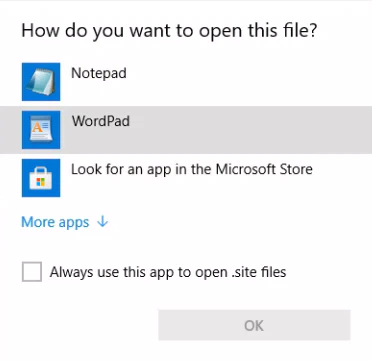 How do you want to open this file?
Notepad
WordPad
Look for an app in the Microsoft Store
More apps ↓
Always use this app to open .site files
OK